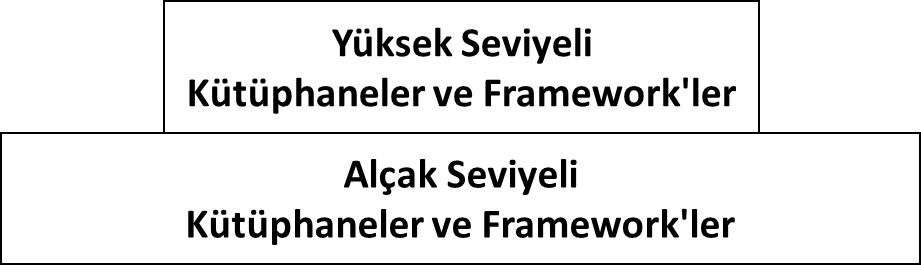 Yüksek Seviyeli
Kütüphaneler ve Framework'ler
Alçak Seviyeli
Kütüphaneler ve Framework'ler